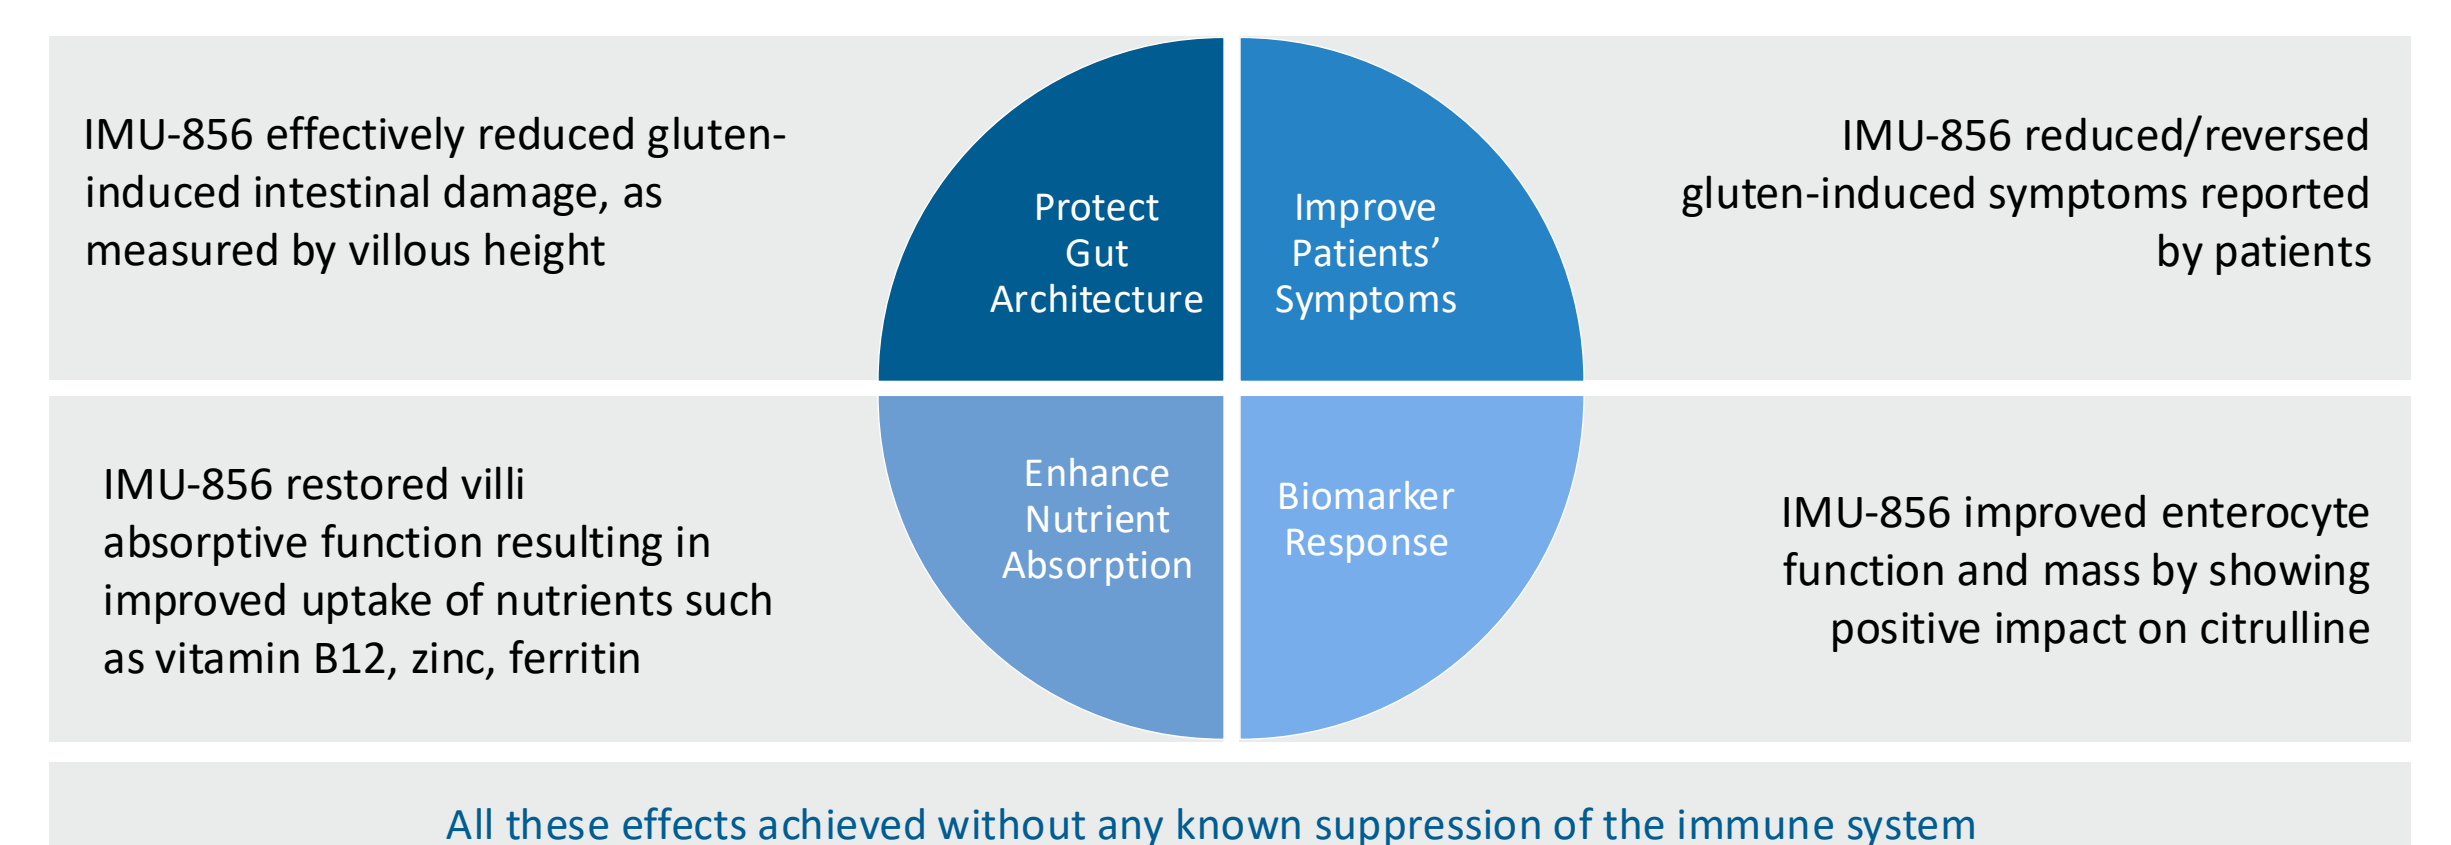 IMU-856 effectively reduced gluten-
induced intestinal damage, as
measured by villous height
Protect
Gut
Architecture
Improve
Patients’
Symptoms
IMU-856 reduced/reversed
gluten-induced symptoms reported
by patients
IMU-856 restored villi
absorptive function resulting in
improved uptake of nutrients such
as vitamin B12, zinc, ferritin
Enhance
Nutrient
Absorption
Biomarker
Response
IMU-856 improved enterocyte
function and mass by showing
positive impact on citrulline
All these effects achieved without any known suppression of the immune system